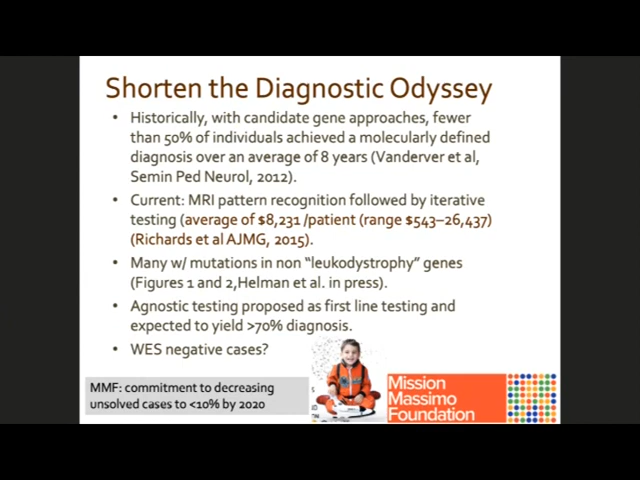 Shorten the Diagnostic Odyssey
• Historically, with candidate gene approaches, fewer
than 50% of individuals achieved a molecularly defined
diagnosis over an average of 8 years (Vanderver et al,
Semin Ped Neurol, 2012).
• Current: MRI pattern recognition followed by iterative
testing (average of $8,231/patient (range $543–26,437)
(Richards et al AJMG, 2015).
• Many w/ mutations in non “leukodystrophy” genes
(Figures 1 and 2,Helman et al. in press).
• Agnostic testing proposed as first line testing and
expected to yield >70% diagnosis.
• WES negative cases?
MMF: commitment to decreasing
unsolved cases to <10% by 2020
Mission
Massimo
Foundation